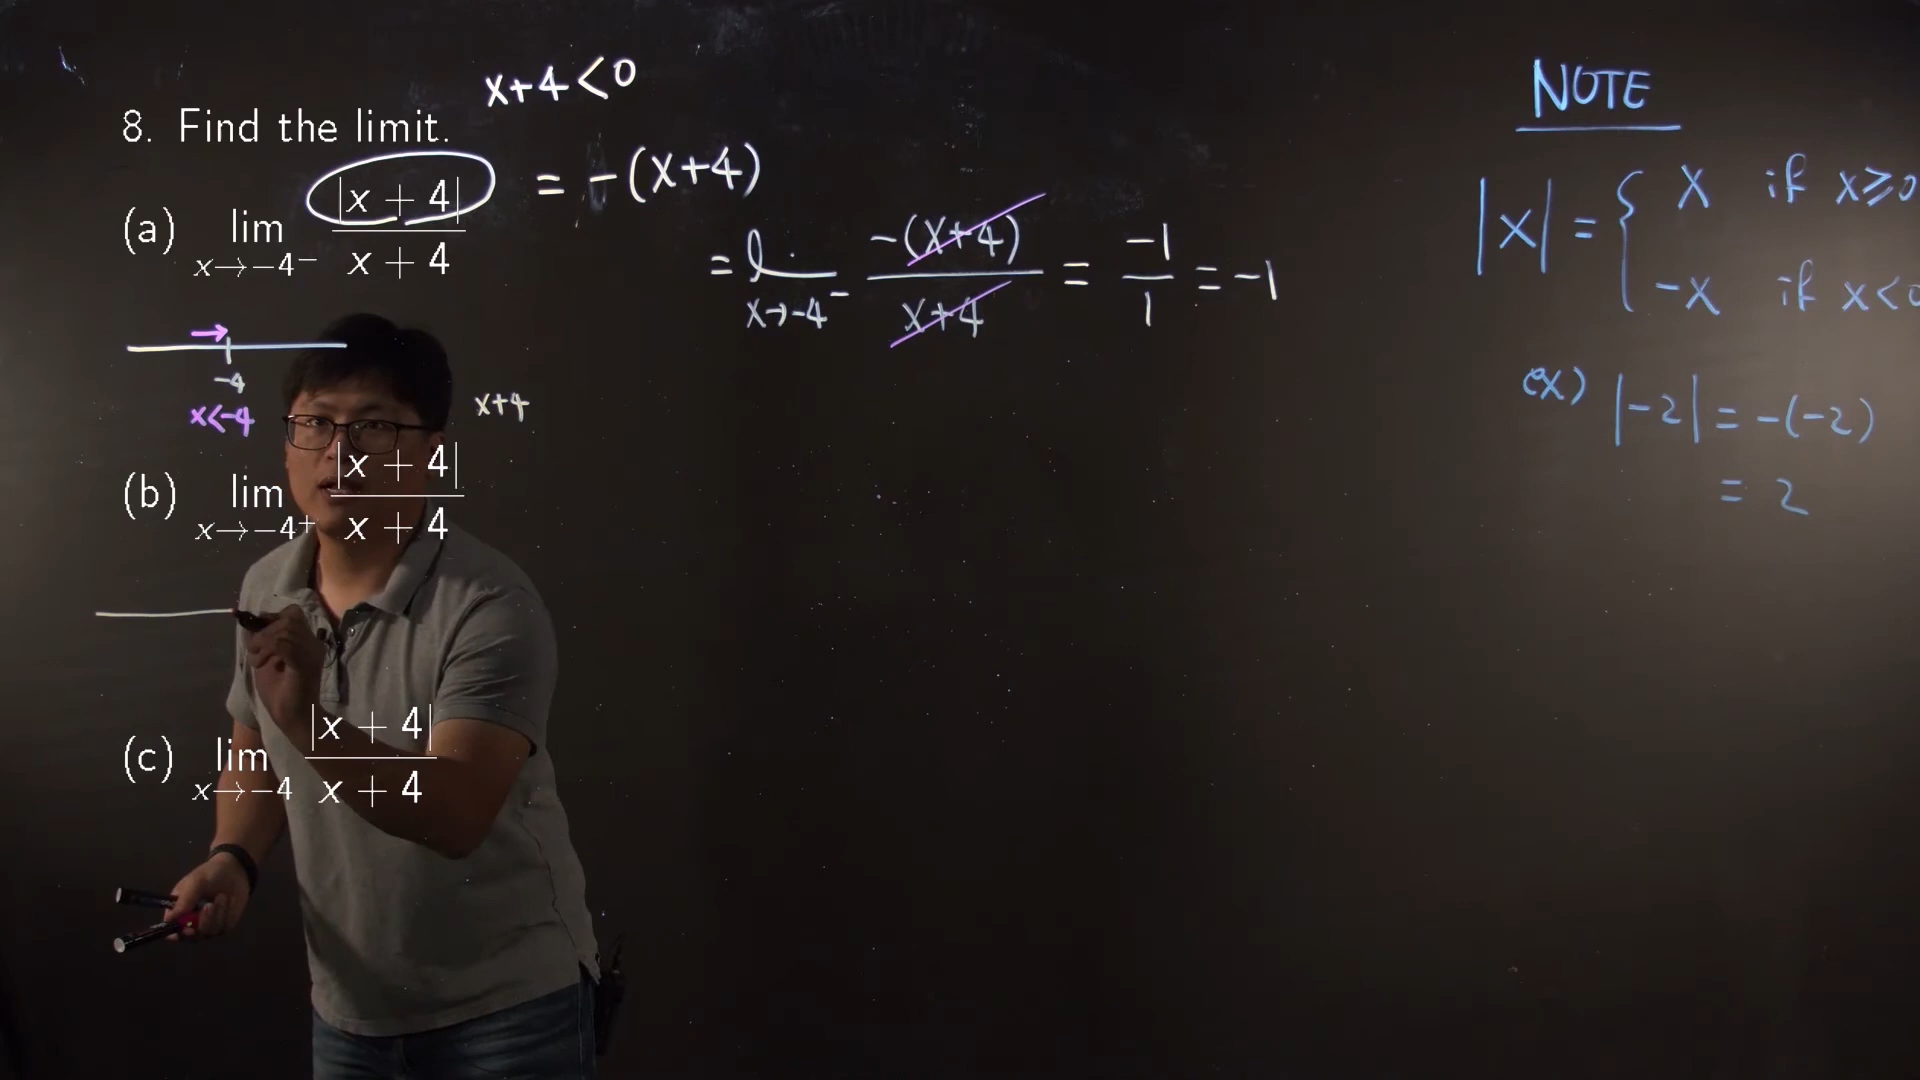 x+4<0
8. Find the limit.
(a) lim x→-4⁻ |x + 4| / x + 4
= -(x+4)
= lim x→-4⁻ -(x+4) / x+4 = -1 / 1 = -1
-4
x<-4
x+4
(b) lim x→-4⁺ |x + 4| / x + 4
(c) lim x→-4 |x + 4| / x + 4
NOTE
|x| = { x if x≥0
-x if x<0
ex) |-2| = -(-2)
= 2